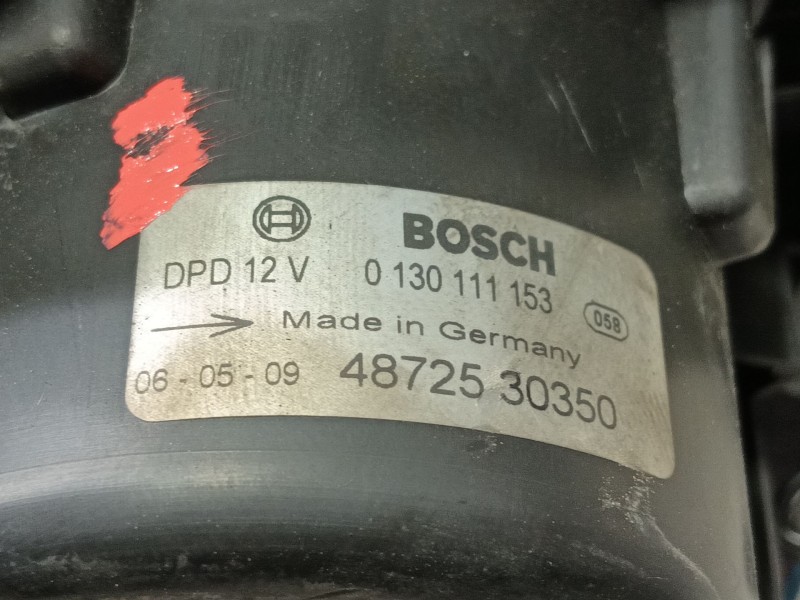 BOSCH
DPD 12 V 0 130 111 153
058
Made in Germany
06 - 05 - 09 48725 30350